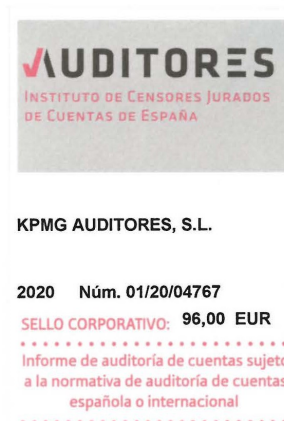 AUDITORES
INSTITUTO DE CENSORES JURADOS
DE CUENTAS DE ESPAÑA
KPMG AUDITORES, S.L.
2020 Núm. 01/20/04767
SELLO CORPORATIVO: 96,00 EUR
Informe de auditoría de cuentas sujeto
a la normativa de auditoría de cuentas
española o internacional